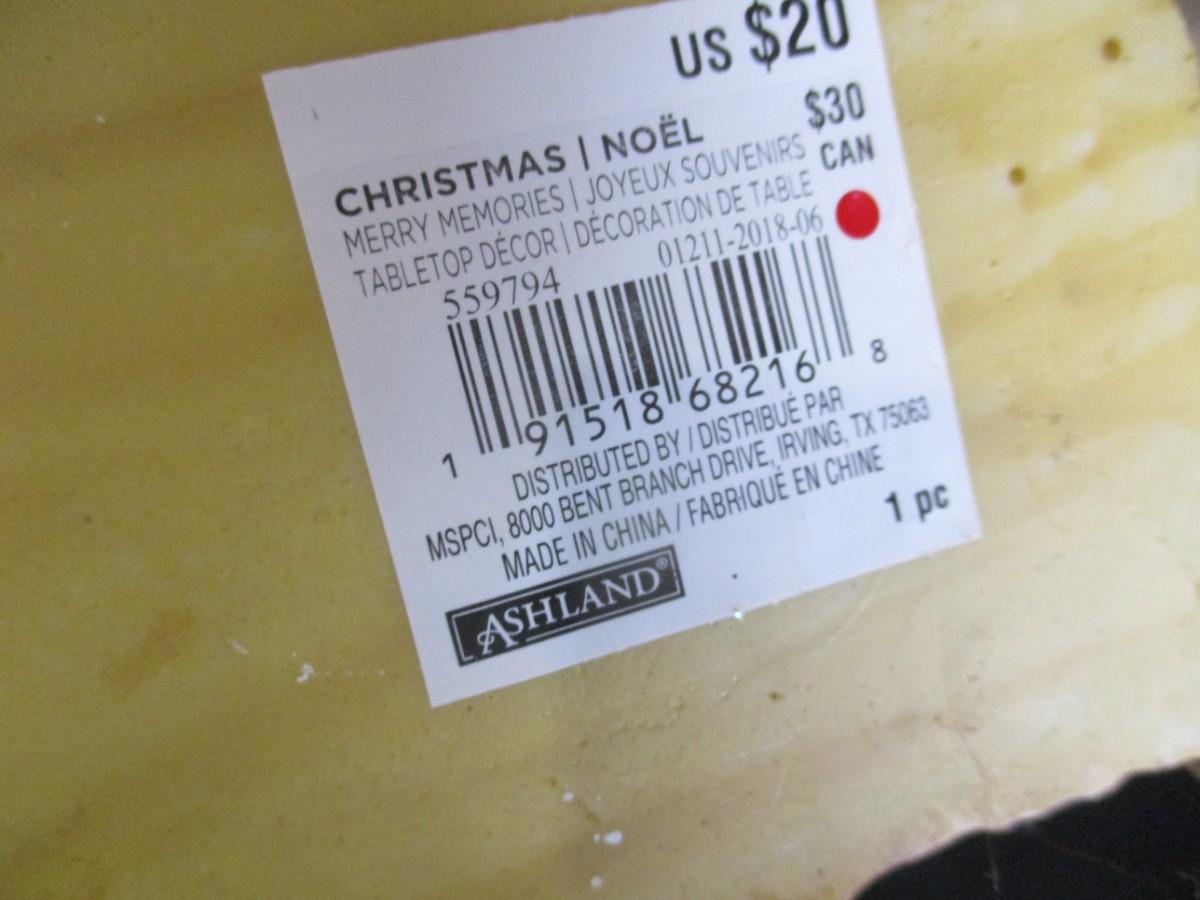 US $20
$30
CAN
CHRISTMAS | NOËL
MERRY MEMORIES | JOYEUX SOUVENIRS
TABLETOP DÉCOR | DÉCORATION DE TABLE
559794 01211-2018-06
1 91518 68216 8
DISTRIBUTED BY / DISTRIBUÉ PAR
MSPCI, 8000 BENT BRANCH DRIVE, IRVING, TX 75063
MADE IN CHINA / FABRIQUÉ EN CHINE
1 pc
ASHLAND®